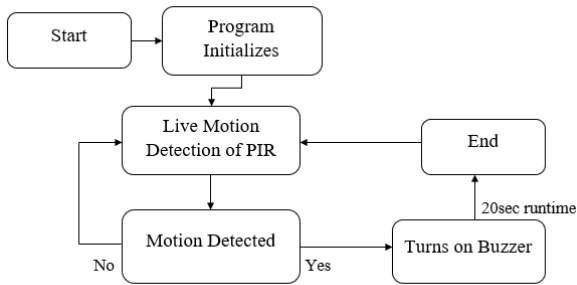 Start
Program
Initializes
Live Motion
Detection of PIR
End
20sec runtime
Motion Detected
Turns on Buzzer
No
Yes